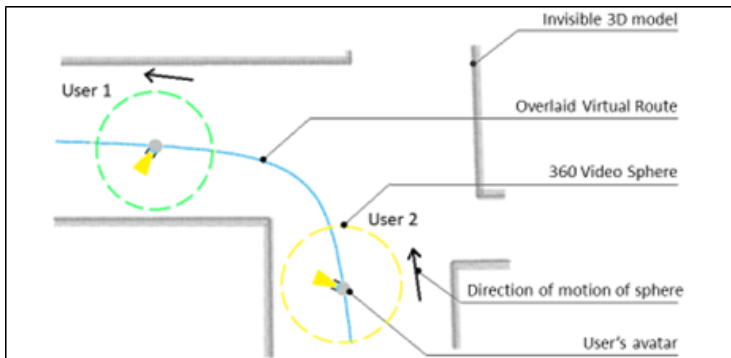 Invisible 3D model
User 1
Overlaid Virtual Route
360 Video Sphere
User 2
Direction of motion of sphere
User's avatar